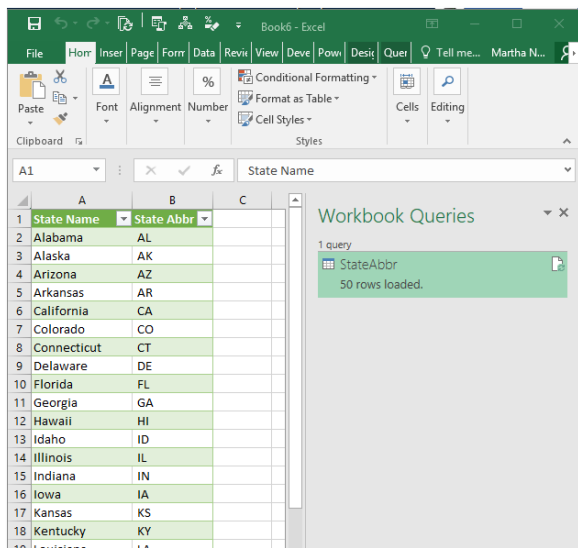 Book6 - Excel
File Horr Inser Page Forr Data Revie View Deve Powe Desig Quer Tell me... Martha N...
Paste
Font Alignment Number
%
Conditional Formatting
Format as Table
Cell Styles
Cells Editing
Clipboard Styles
A1 fx State Name
A B C
1 State Name State Abbr
2 Alabama AL
3 Alaska AK
4 Arizona AZ
5 Arkansas AR
6 California CA
7 Colorado CO
8 Connecticut CT
9 Delaware DE
10 Florida FL
11 Georgia GA
12 Hawaii HI
13 Idaho ID
14 Illinois IL
15 Indiana IN
16 Iowa IA
17 Kansas KS
18 Kentucky KY
Workbook Queries
1 query
StateAbbr
50 rows loaded.